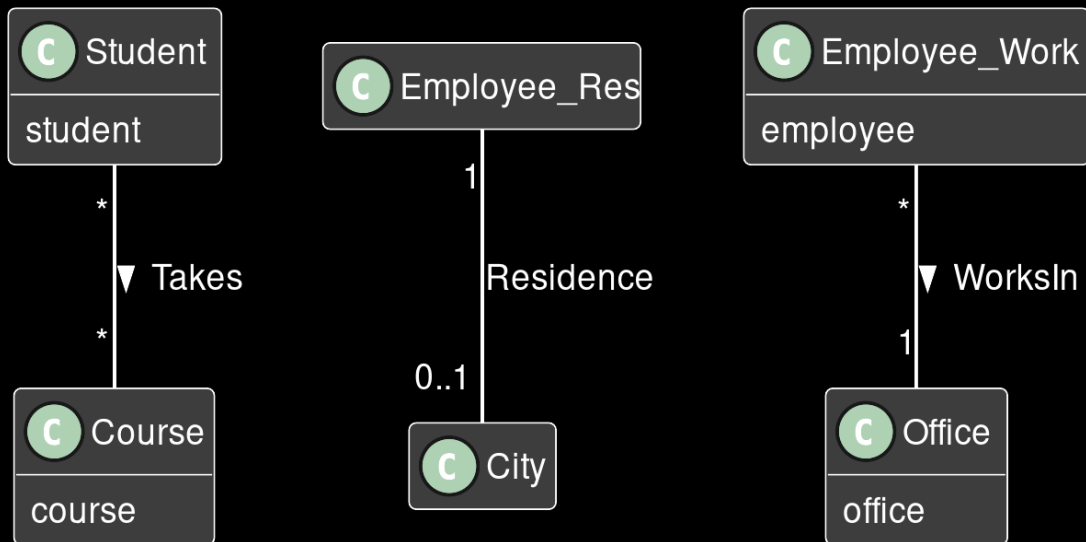 C Student
student
*
Takes
*
C Course
course
C Employee_Res
1
Residence
0..1
C City
C Employee_Work
employee
*
WorksIn
1
C Office
office